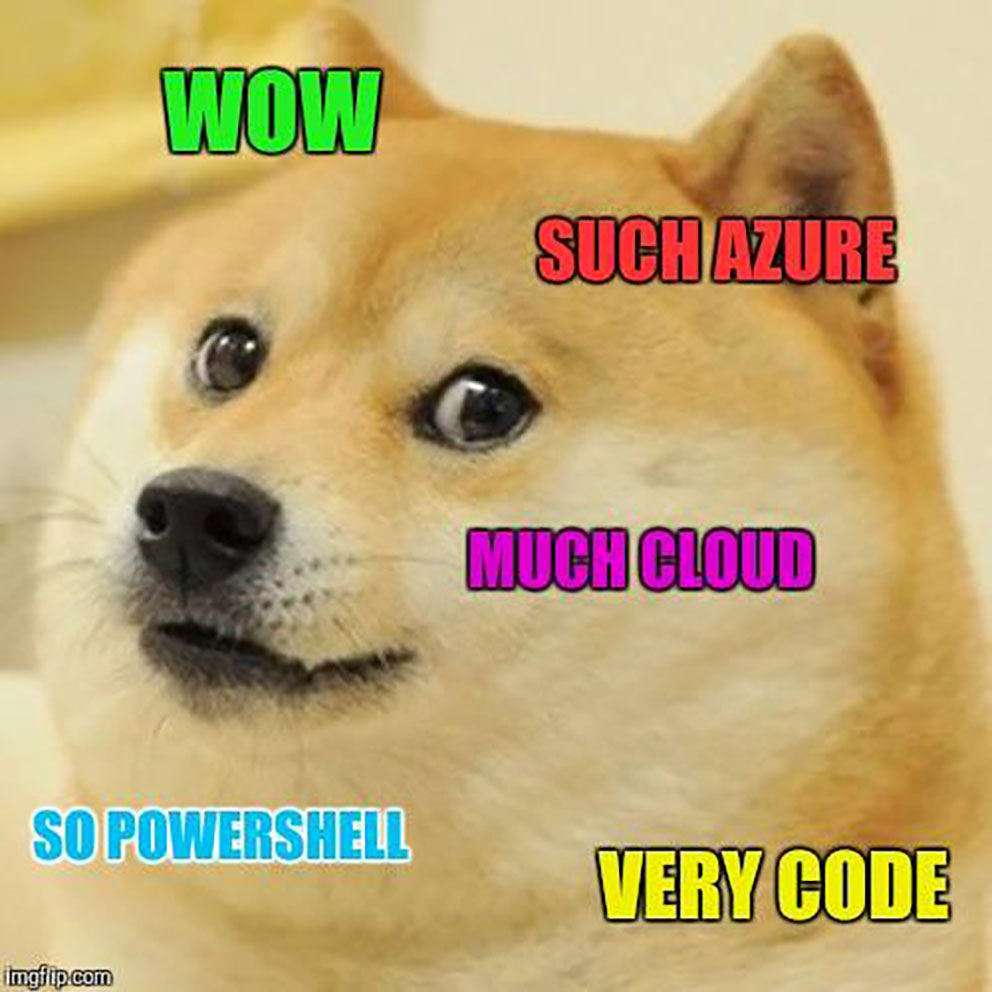 WOW
SUCH AZURE
MUCH CLOUD
SO POWERSHELL
VERY CODE
imgflip.com